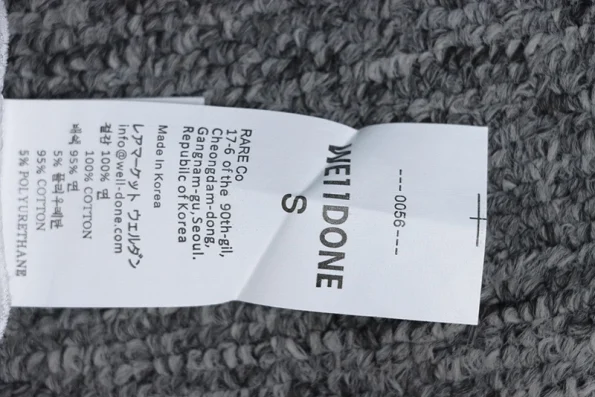 ---0056---
WE11DONE
S
RARE Co
17-6 of the 90th-gil,
Cheongdam-dong,
Gangnam-gu, Seoul.
Republic of Korea
Made In Korea
レアマーケット ウェルダン
info@well-done.com
겉감 100% 면
100% COTTON
배색 95% 면
5% 폴리우레탄
95% COTTON
5% POLYURETHANE